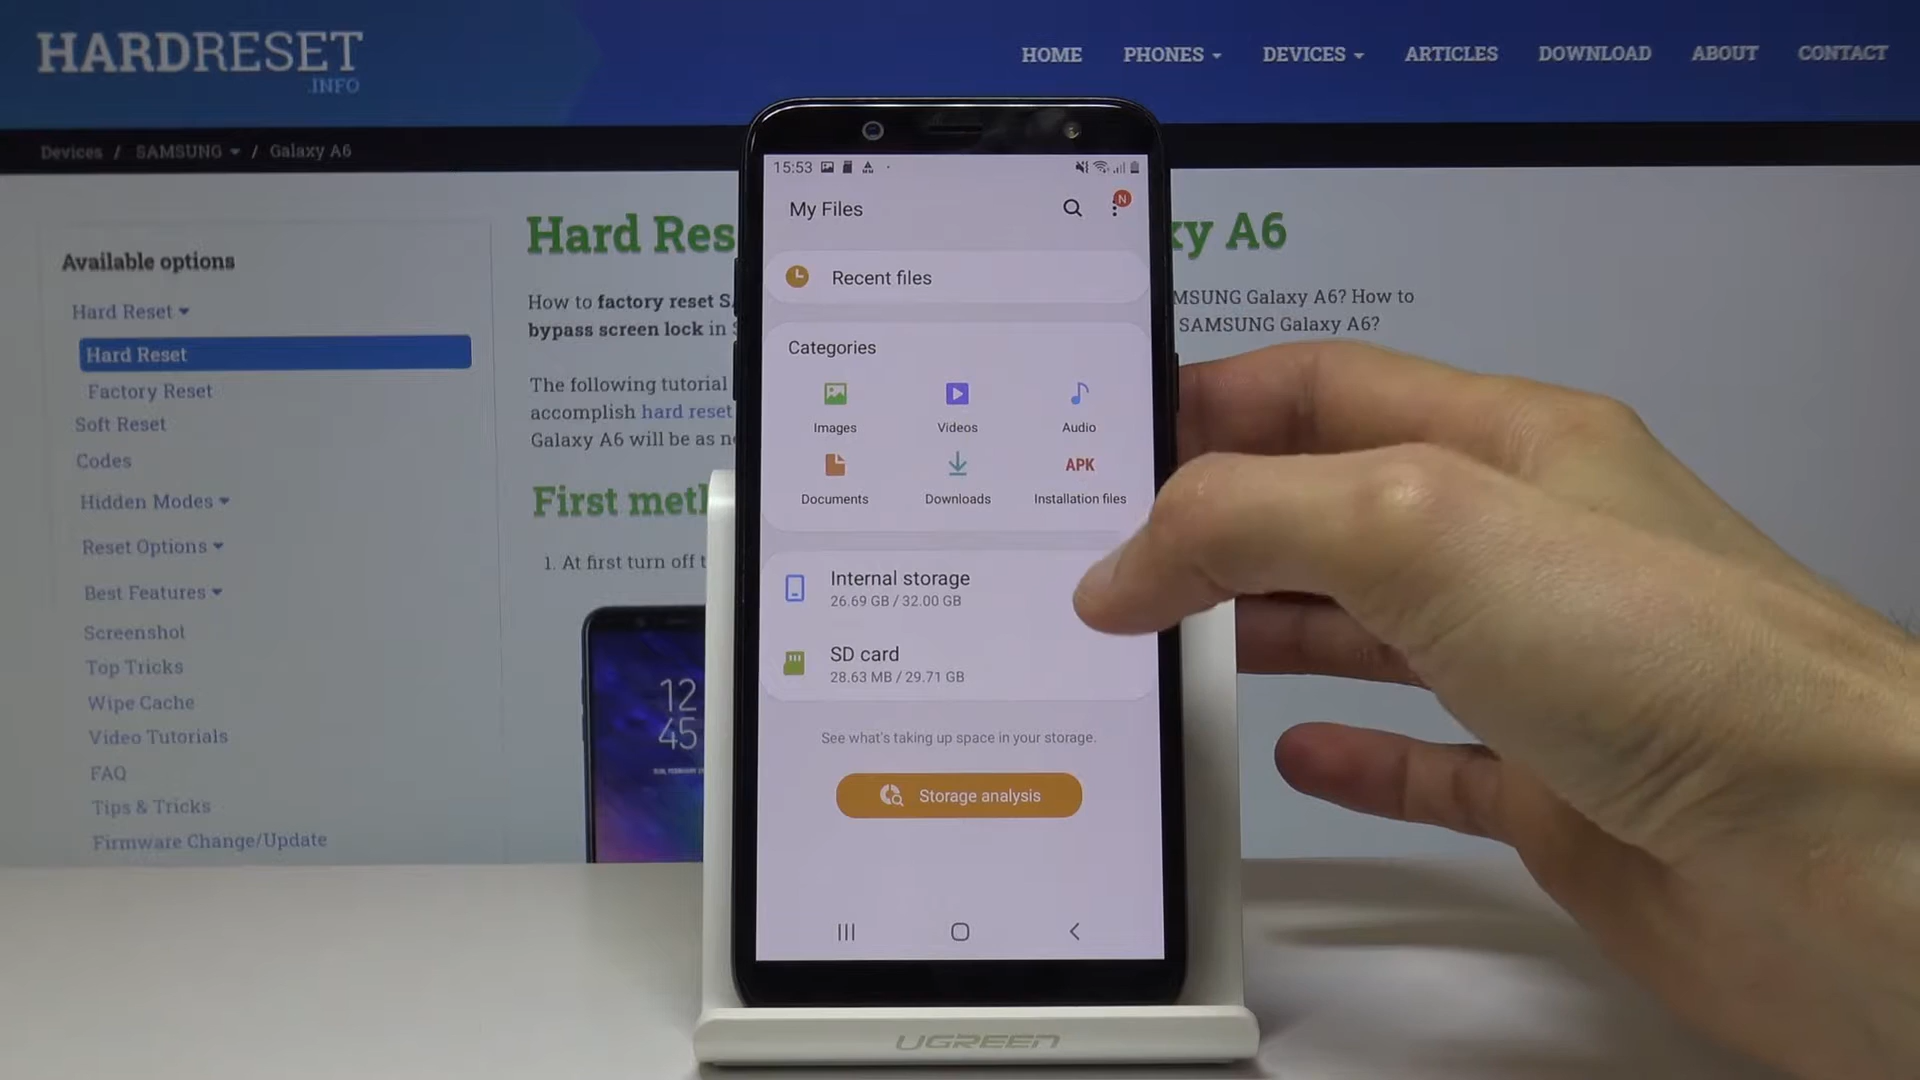 HARDRESET
.INFO
HOME
PHONES
DEVICES
ARTICLES
DOWNLOAD
ABOUT
CONTACT
Devices / SAMSUNG / Galaxy A6
Available options
Hard Reset
Hard Reset
Factory Reset
Soft Reset
Codes
Hidden Modes
Reset Options
Best Features
Screenshot
Top Tricks
Wipe Cache
Video Tutorials
FAQ
Tips & Tricks
Firmware Change/Update
Hard Res
xy A6
How to factory reset S
MSUNG Galaxy A6? How to
bypass screen lock in
SAMSUNG Galaxy A6?
The following tutorial
accomplish hard reset
Galaxy A6 will be as
First
1. At first turn off
12
45
15:53
My Files
N
Recent files
Categories
Images
Videos
Audio
APK
Documents
Downloads
Installation files
Internal storage
26.69 GB / 32.00 GB
SD card
28.63 MB / 29.71 GB
See what's taking up space in your storage.
Storage analysis
UGREEN